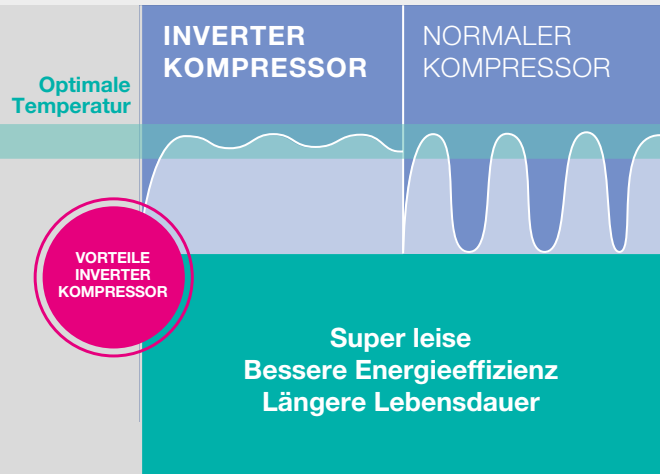 INVERTER
KOMPRESSOR
NORMALER
KOMPRESSOR
Optimale
Temperatur
VORTEILE
INVERTER
KOMPRESSOR
Super leise
Bessere Energieeffizienz
Längere Lebensdauer